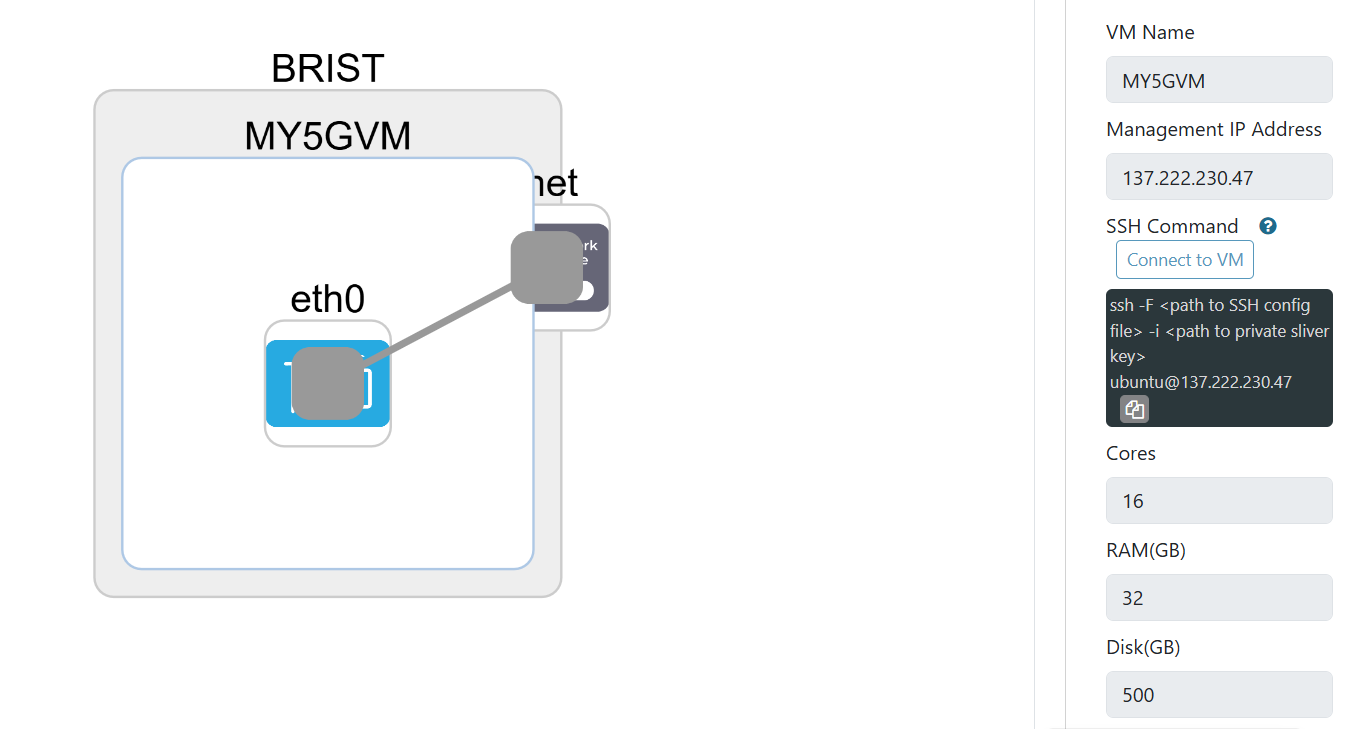 BRIST
MY5GVM
net
eth0
VM Name
MY5GVM
Management IP Address
137.222.230.47
SSH Command
Connect to VM
ssh -F <path to SSH config
file> -i <path to private sliver
key>
ubuntu@137.222.230.47
Cores
16
RAM(GB)
32
Disk(GB)
500